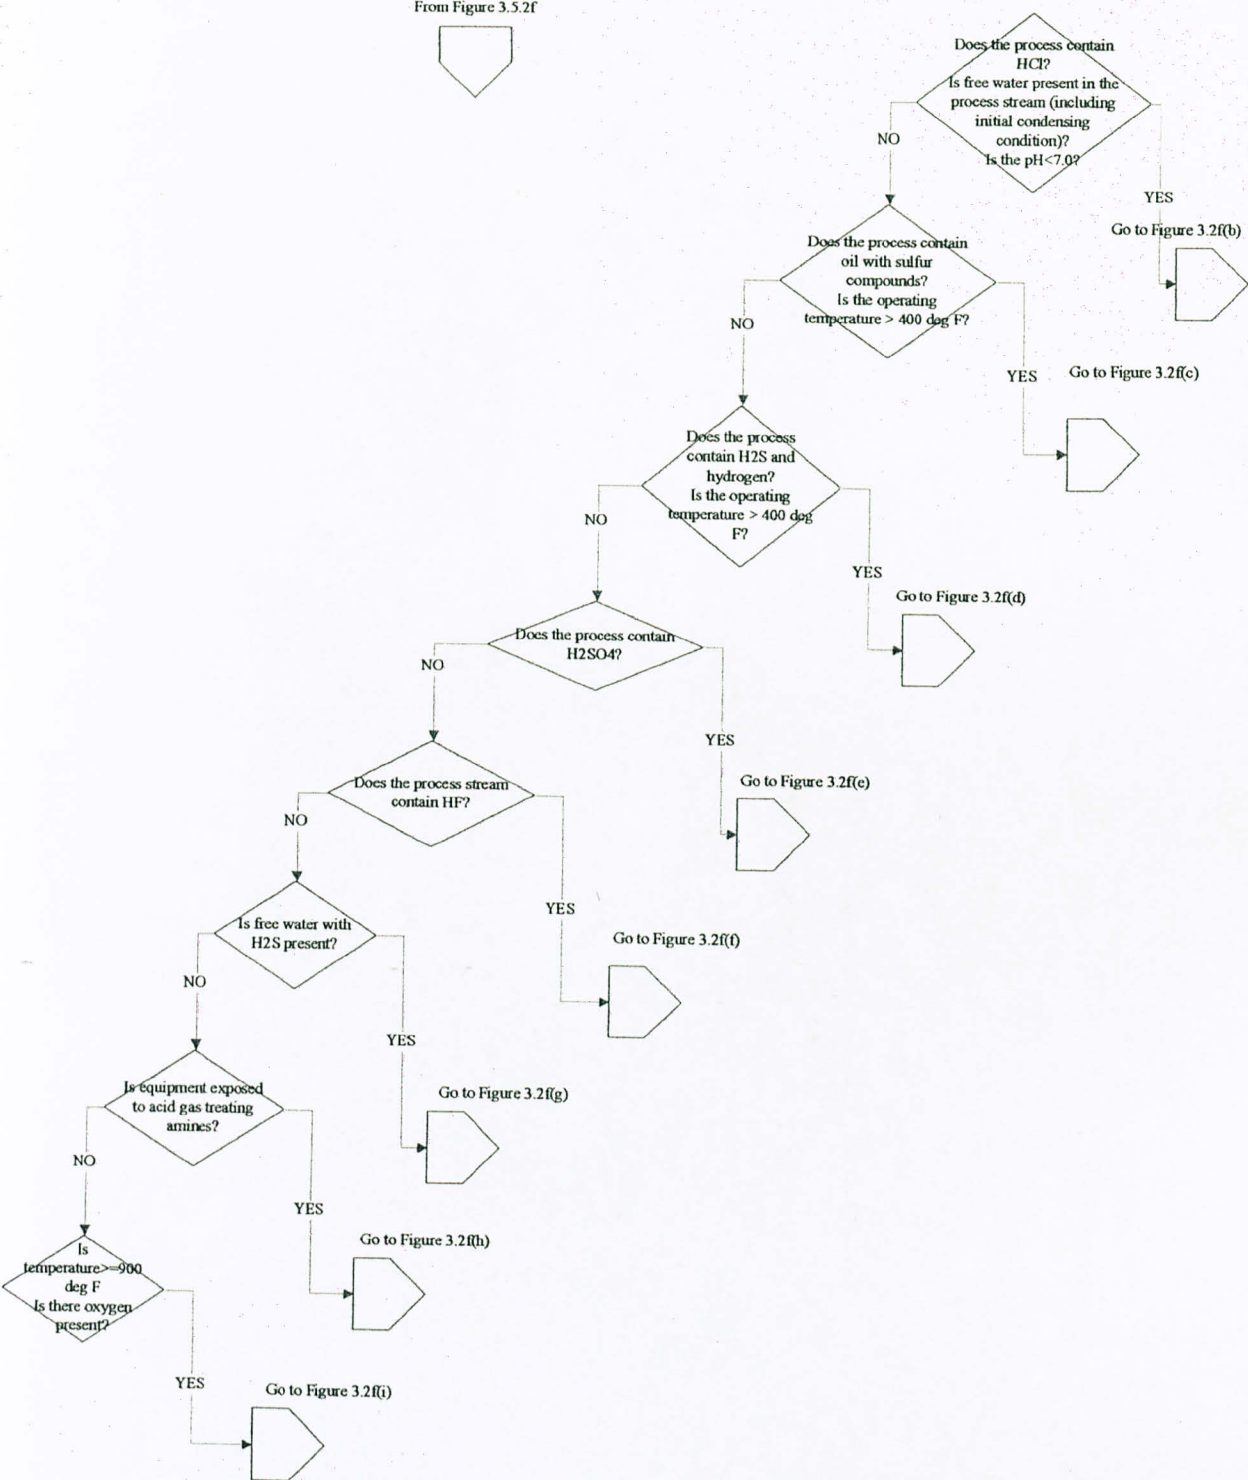 From Figure 3.5.2f
Does the process contain
HCl?
Is free water present in the
process stream (including
initial condensing
condition)?
Is the pH<7.0?
NO
YES
Go to Figure 3.2f(b)
Does the process contain
oil with sulfur
compounds?
Is the operating
temperature > 400 deg F?
NO
YES
Go to Figure 3.2f(c)
Does the process
contain H2S and
hydrogen?
Is the operating
temperature > 400 deg
F?
NO
YES
Go to Figure 3.2f(d)
Does the process contain
H2SO4?
NO
YES
Go to Figure 3.2f(e)
Does the process stream
contain HF?
NO
YES
Go to Figure 3.2f(f)
Is free water with
H2S present?
NO
YES
Go to Figure 3.2f(g)
Is equipment exposed
to acid gas treating
amines?
NO
YES
Go to Figure 3.2f(h)
Is
temperature>=900
deg F
Is there oxygen
present?
YES
Go to Figure 3.2f(i)